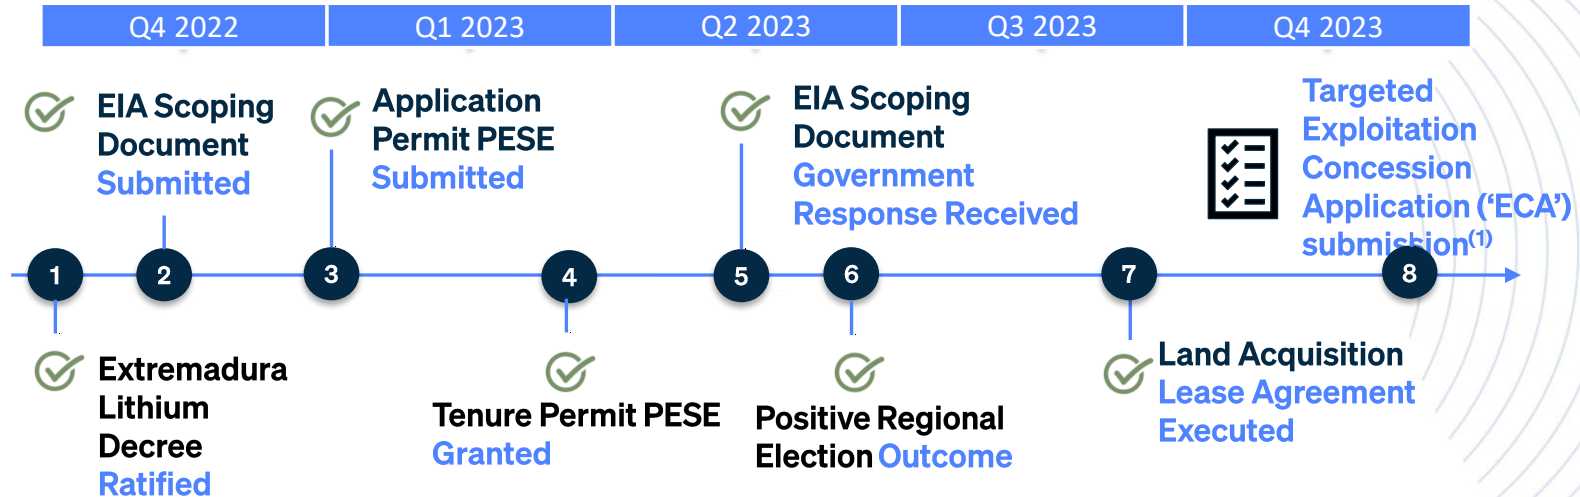 Q4 2022
Q1 2023
Q2 2023
Q3 2023
Q4 2023
EIA Scoping
Document
Submitted
Application
Permit PESE
Submitted
EIA Scoping
Document
Government
Response Received
Targeted
Exploitation
Concession
Application (‘ECA’)
submission(1)
1
2
3
4
5
6
7
8
Extremadura
Lithium
Decree
Ratified
Tenure Permit PESE
Granted
Positive Regional
Election Outcome
Land Acquisition
Lease Agreement
Executed